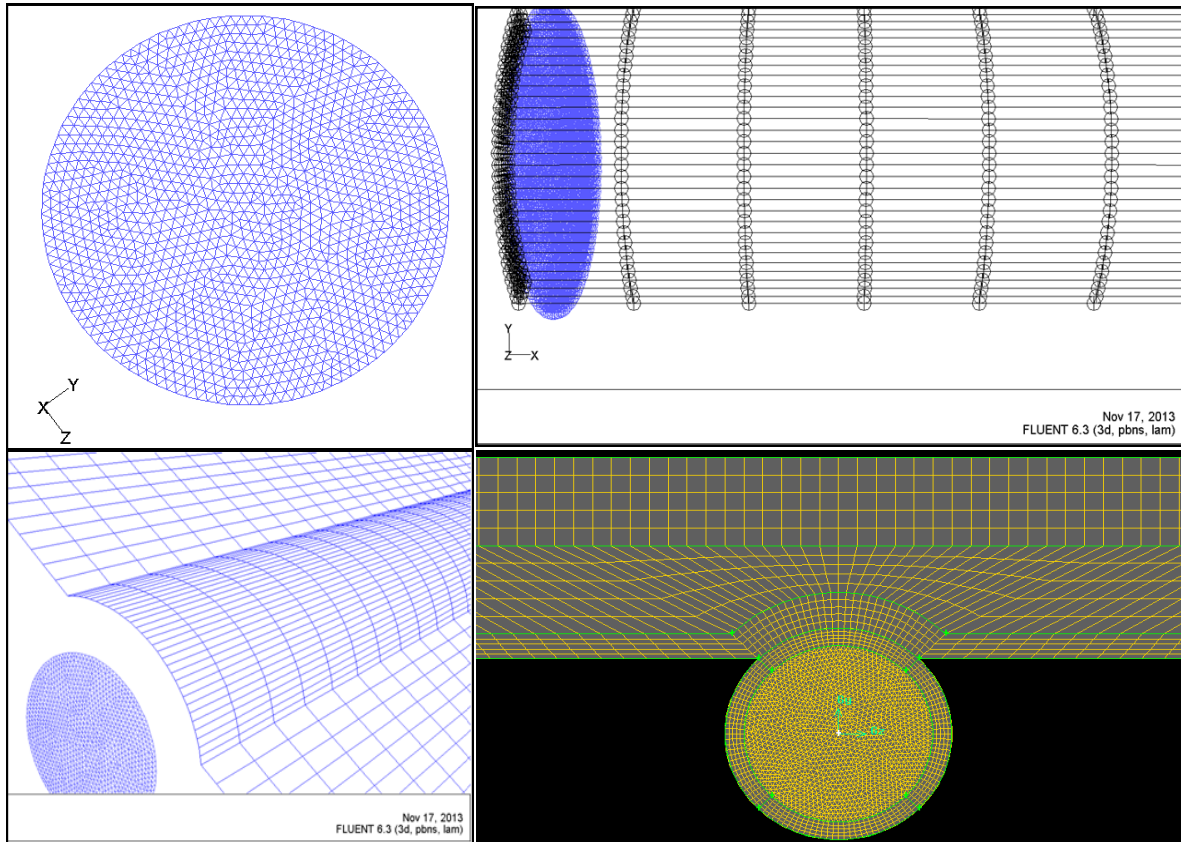 Y
X
Z
Y
Z X
Nov 17, 2013
FLUENT 6.3 (3d, pbns, lam)
Nov 17, 2013
FLUENT 6.3 (3d, pbns, lam)